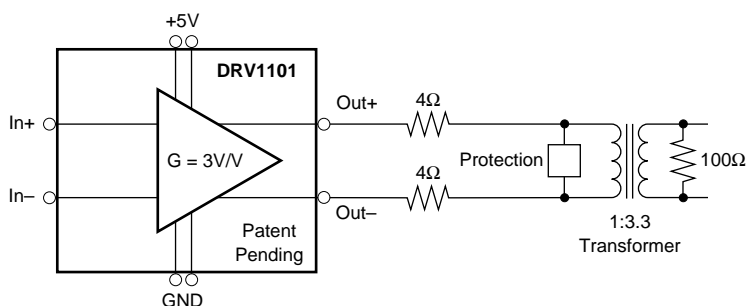 +5V
DRV1101
In+
Out+
4Ω
G = 3V/V
Protection
100Ω
In–
4Ω
Out–
Patent
Pending
1:3.3
Transformer
GND